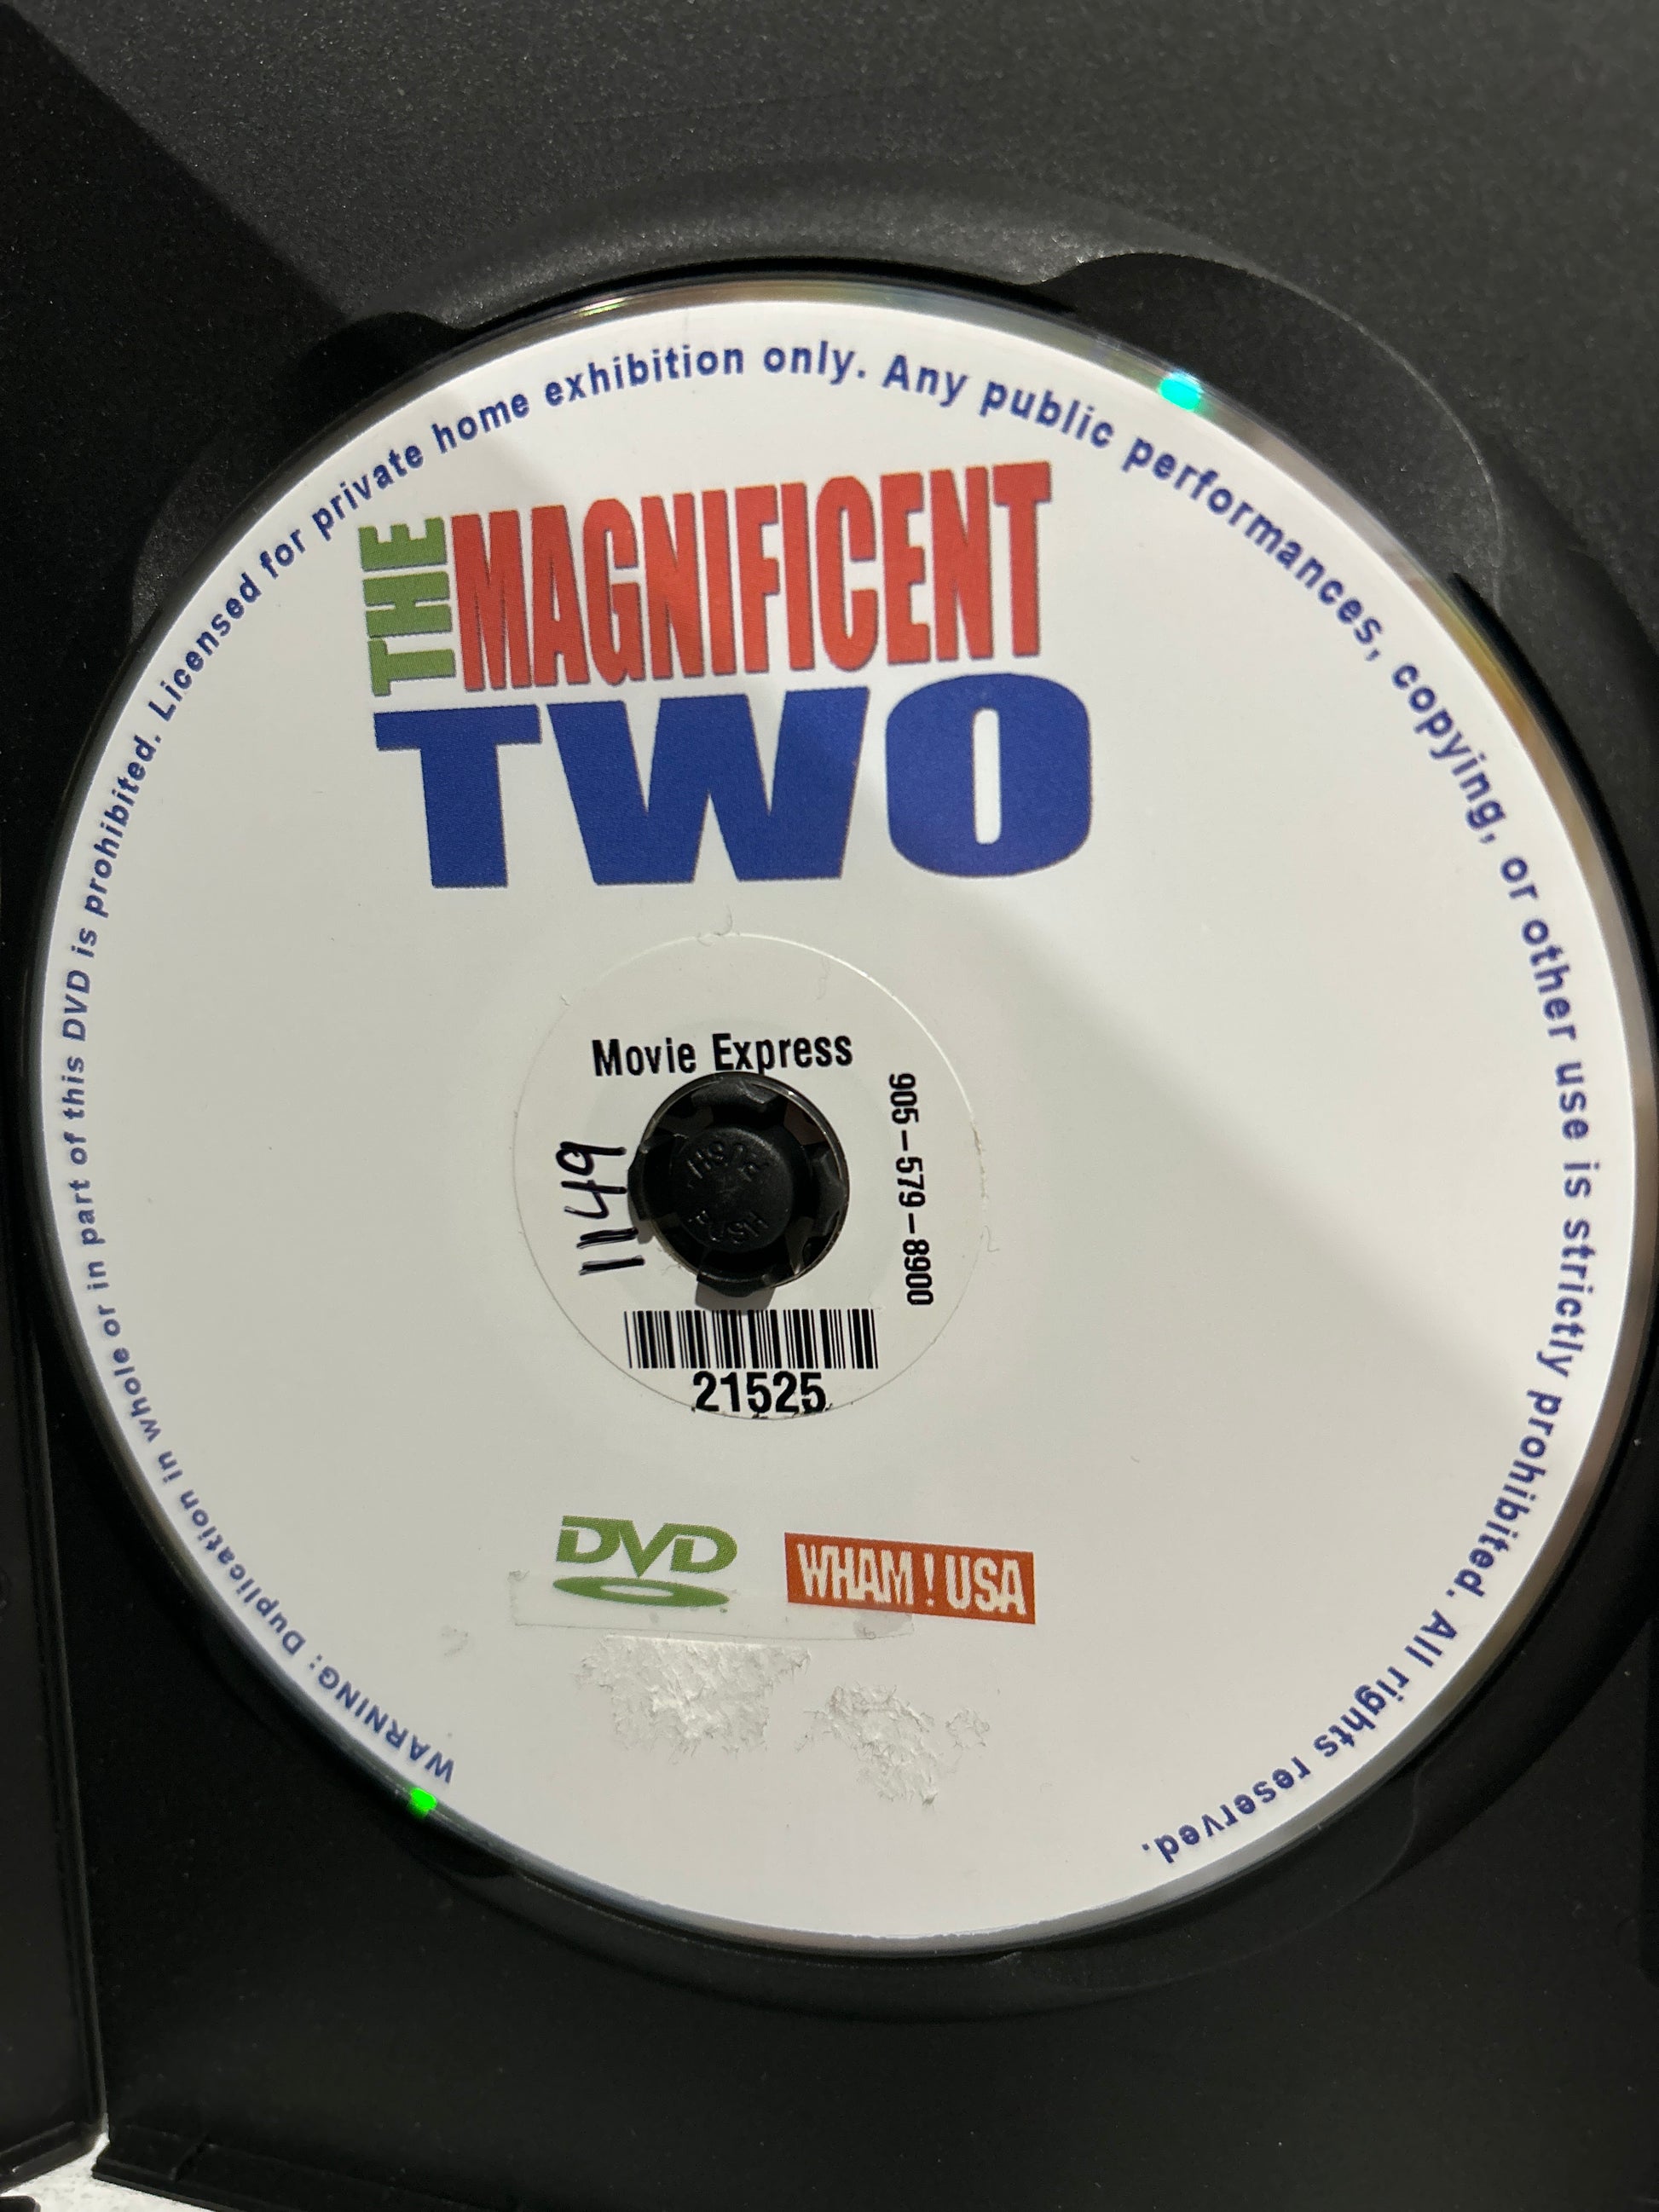 WARNING: Duplication in whole or in part of this DVD is prohibited. Licensed for private home exhibition only. Any public performances, copying, or other use is strictly prohibited. All rights reserved.
THE MAGNIFICENT
TWO
Movie Express
905-579-8900
1149
PUSH
PUSH
21525
DVD
WHAM! USA